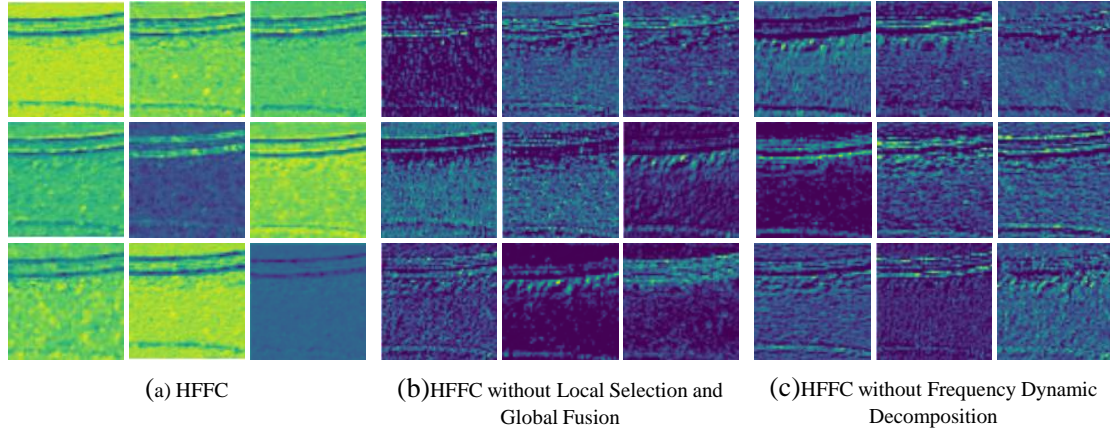 (a) HFFC
(b)HFFC without Local Selection and
Global Fusion
(c)HFFC without Frequency Dynamic
Decomposition